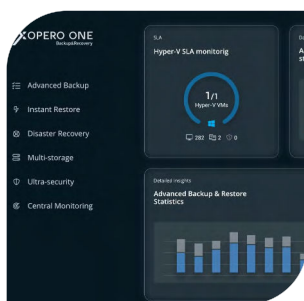 XOPERO ONE
Backup&Recovery
Advanced Backup
Instant Restore
Disaster Recovery
Multi-storage
Ultra-security
Central Monitoring
SLA
Hyper-V SLA monitorig
1/1
Hyper-V VMs
282 2 0
Detailed insights
Advanced Backup & Restore
Statistics